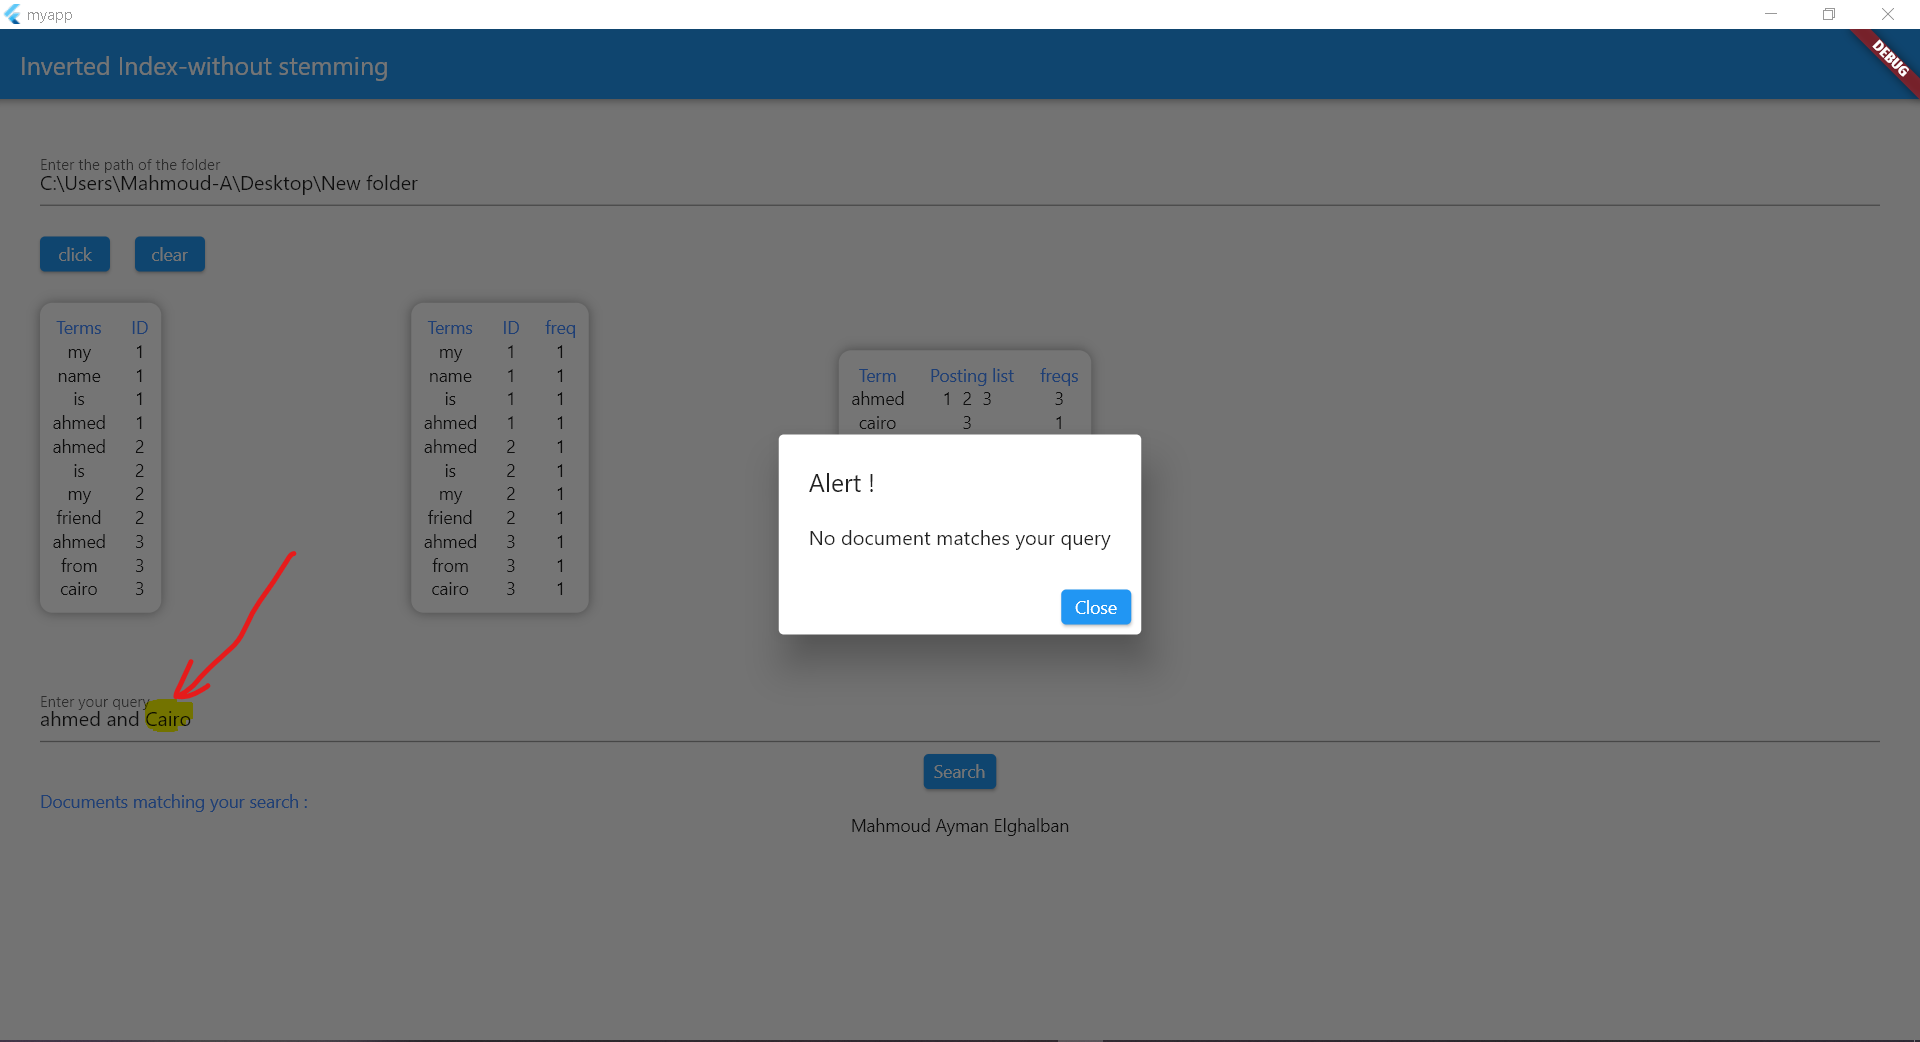 myapp
Inverted Index-without stemming
DEBUG
Enter the path of the folder
C:\Users\Mahmoud-A\Desktop\New folder
click clear
Terms ID
my 1
name 1
is 1
ahmed 1
ahmed 2
is 2
my 2
friend 2
ahmed 3
from 3
cairo 3
Terms ID freq
my 1 1
name 1 1
is 1 1
ahmed 1 1
ahmed 2 1
is 2 1
my 2 1
friend 2 1
ahmed 3 1
from 3 1
cairo 3 1
Term Posting list freqs
ahmed 1 2 3 3
cairo 3 1
Alert !
No document matches your query
Close
Enter your query
ahmed and Cairo
Search
Documents matching your search :
Mahmoud Ayman Elghalban